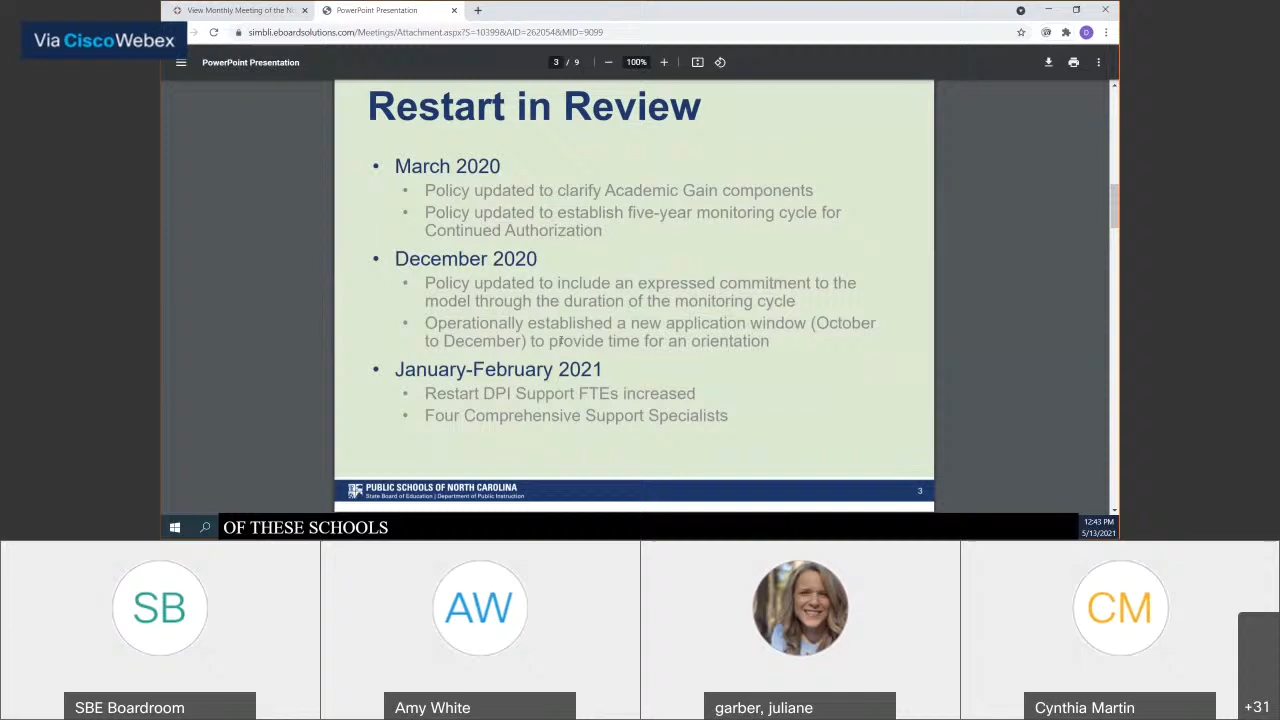 View Monthly Meeting of the No
PowerPoint Presentation
Via Cisco Webex
simbli.eboardsolutions.com/Meetings/Attachment.aspx?S=10399&AID=262054&MID=9099
D
PowerPoint Presentation
3 / 9
100%
Restart in Review
• March 2020
• Policy updated to clarify Academic Gain components
• Policy updated to establish five-year monitoring cycle for
Continued Authorization
• December 2020
• Policy updated to include an expressed commitment to the
model through the duration of the monitoring cycle
• Operationally established a new application window (October
to December) to provide time for an orientation
• January-February 2021
• Restart DPI Support FTEs increased
• Four Comprehensive Support Specialists
PUBLIC SCHOOLS OF NORTH CAROLINA
State Board of Education | Department of Public Instruction
3
OF THESE SCHOOLS
12:43 PM
5/13/2021
SB
AW
CM
SBE Boardroom
Amy White
garber, juliane
Cynthia Martin
+31